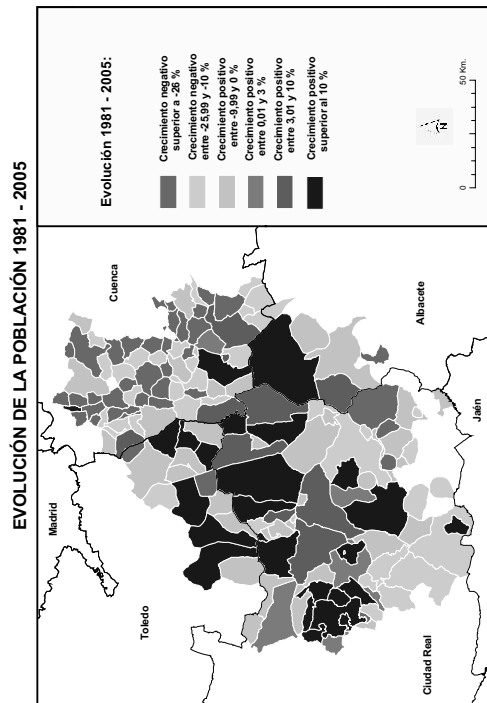 EVOLUCIÓN DE LA POBLACIÓN 1981 - 2005
Evolución 1981 - 2005:
Crecimiento negativo
superior a -26 %
Crecimiento negativo
entre -25,99 y -10 %
Crecimiento positivo
entre -9,99 y 0 %
Crecimiento positivo
entre 0,01 y 3 %
Crecimiento positivo
entre 3,01 y 10 %
Crecimiento positivo
superior al 10 %
0
50 Km.
N
Madrid
Toledo
Cuenca
Ciudad Real
Jaén
Albacete